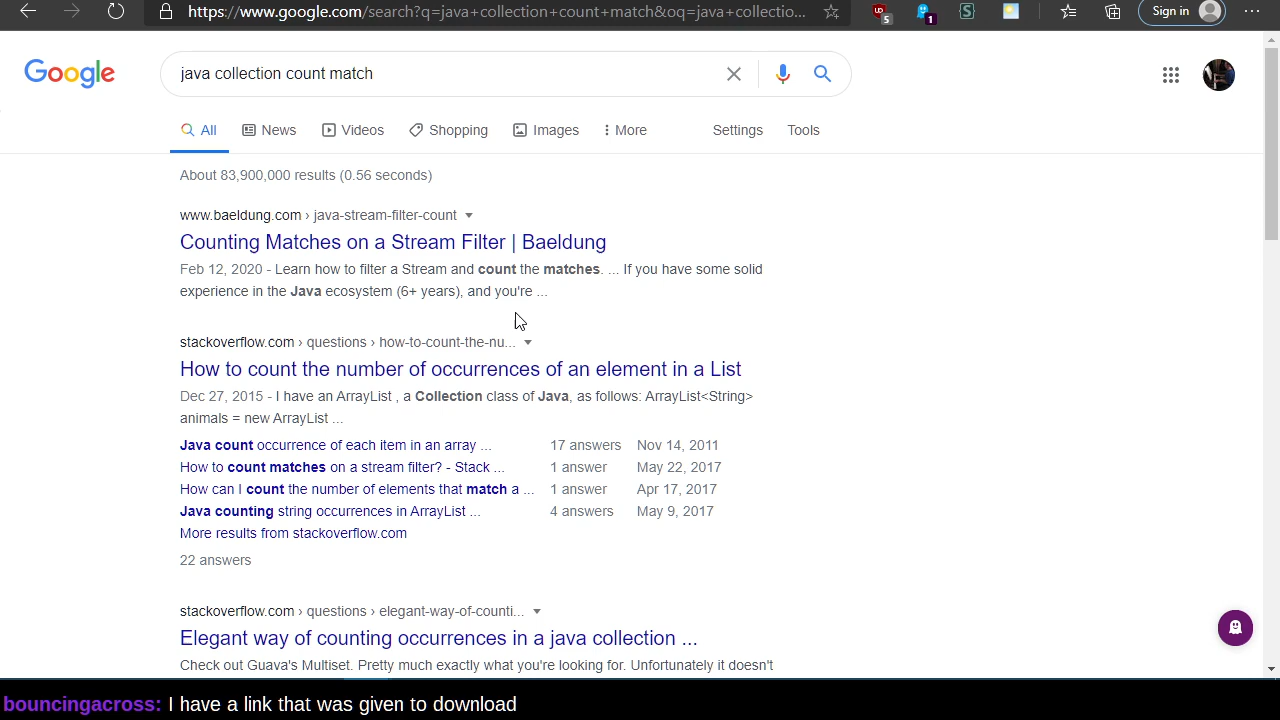 https://www.google.com/search?q=java+collection+count+match&oq=java+collectio...
UD
5
1
S
Sign in
Google
java collection count match
All
News
Videos
Shopping
Images
More
Settings
Tools
About 83,900,000 results (0.56 seconds)
www.baeldung.com › java-stream-filter-count
Counting Matches on a Stream Filter | Baeldung
Feb 12, 2020 - Learn how to filter a Stream and count the matches. ... If you have some solid
experience in the Java ecosystem (6+ years), and you're ...
stackoverflow.com › questions › how-to-count-the-nu...
How to count the number of occurrences of an element in a List
Dec 27, 2015 - I have an ArrayList , a Collection class of Java, as follows: ArrayList<String>
animals = new ArrayList ...
Java count occurrence of each item in an array ... 17 answers Nov 14, 2011
How to count matches on a stream filter? - Stack ... 1 answer May 22, 2017
How can I count the number of elements that match a ... 1 answer Apr 17, 2017
Java counting string occurrences in ArrayList ... 4 answers May 9, 2017
More results from stackoverflow.com
22 answers
stackoverflow.com › questions › elegant-way-of-counti...
Elegant way of counting occurrences in a java collection ...
Check out Guava's Multiset. Pretty much exactly what you're looking for. Unfortunately it doesn't
bouncingacross: I have a link that was given to download